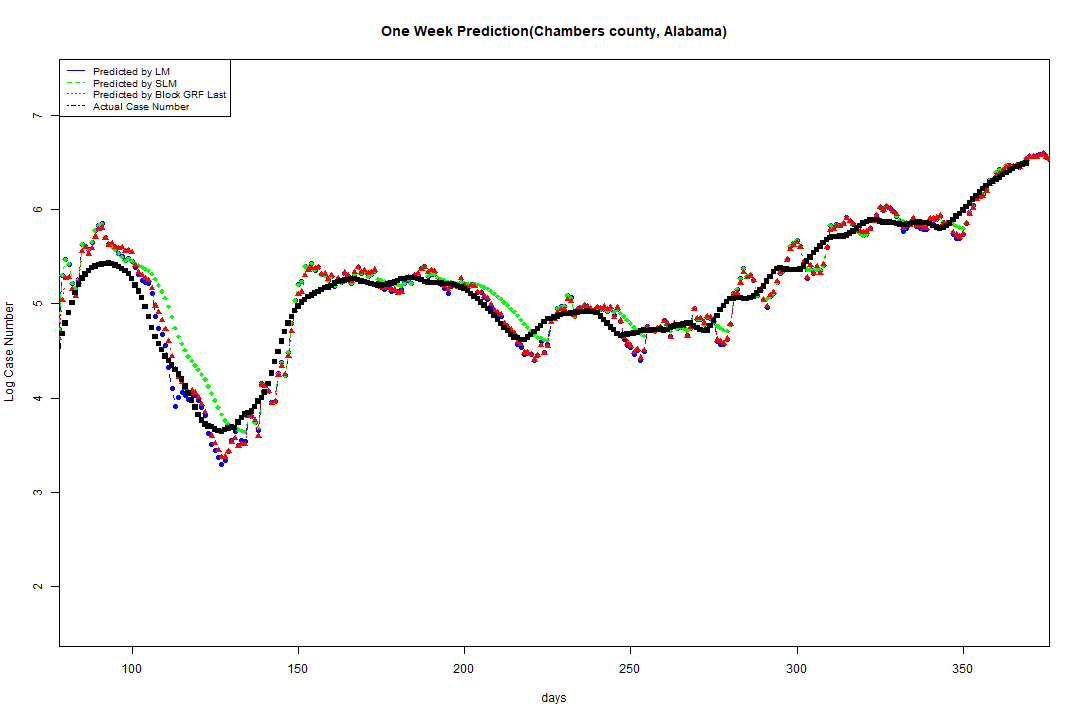 One Week Prediction(Chambers county, Alabama)
Predicted by LM
Predicted by SLM
Predicted by Block GRF Last
Actual Case Number
7
6
5
4
3
2
Log Case Number
100 150 200 250 300 350
days